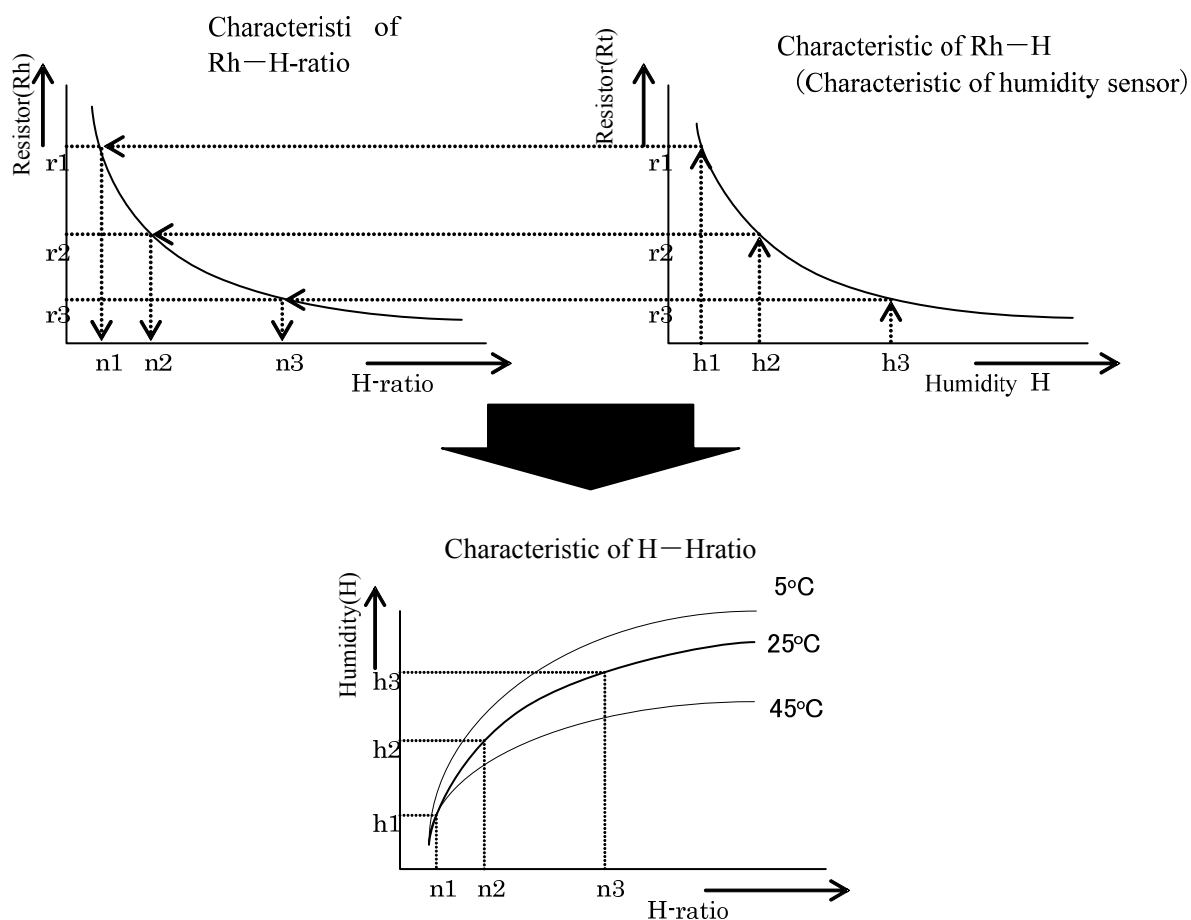 Characteristi of
Rh－H-ratio
Resistor(Rh)
r1
r2
r3
n1 n2 n3
H-ratio
Characteristic of Rh－H
（Characteristic of humidity sensor）
Resistor(Rt)
r1
r2
r3
h1 h2 h3
Humidity H
Characteristic of H－Hratio
Humidity(H)
5℃
25℃
45℃
h3
h2
h1
n1 n2 n3
H-ratio